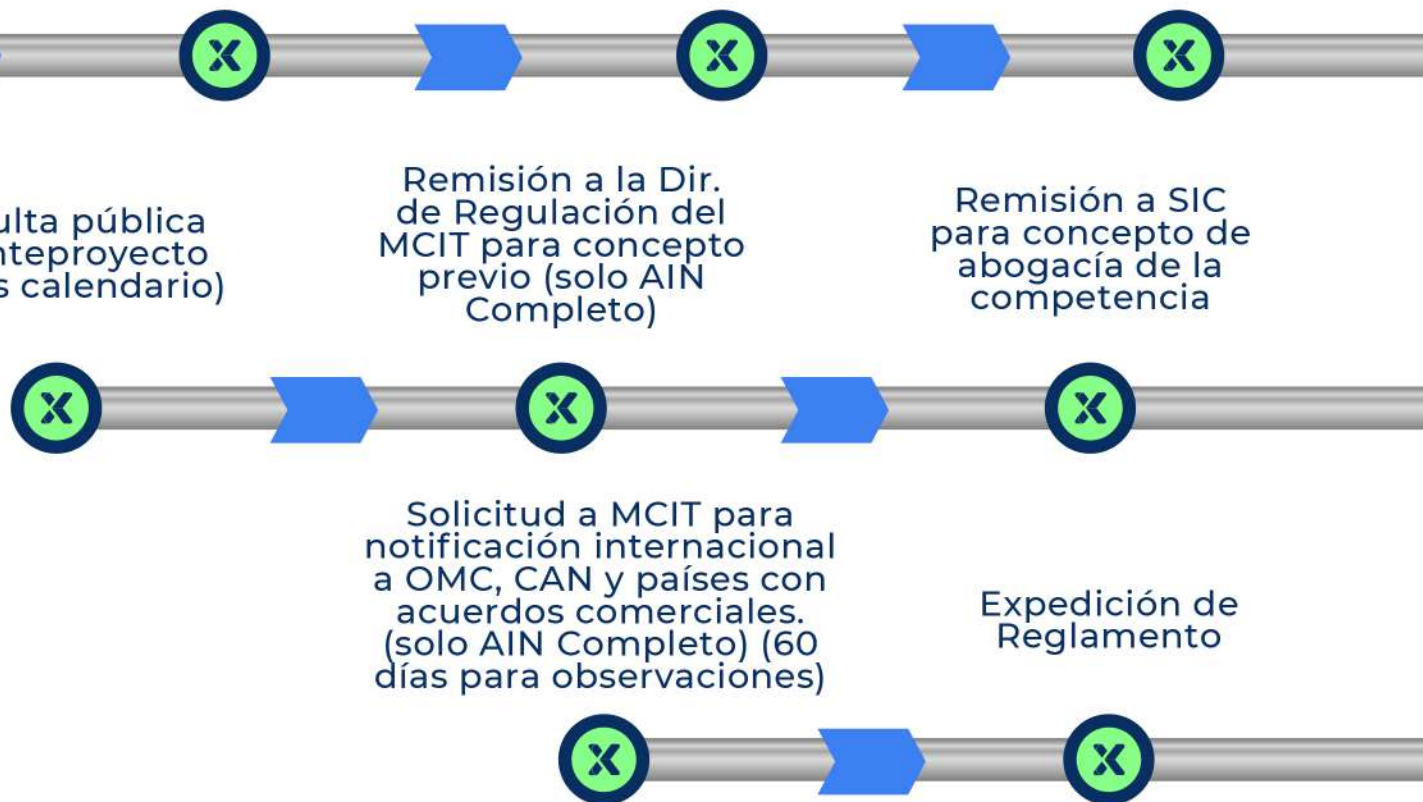 ulta pública
nteproyecto
s calendario)
Remisión a la Dir.
de Regulación del
MCIT para concepto
previo (solo AIN
Completo)
Remisión a SIC
para concepto de
abogacía de la
competencia
Solicitud a MCIT para
notificación internacional
a OMC, CAN y países con
acuerdos comerciales.
(solo AIN Completo) (60
días para observaciones)
Expedición de
Reglamento